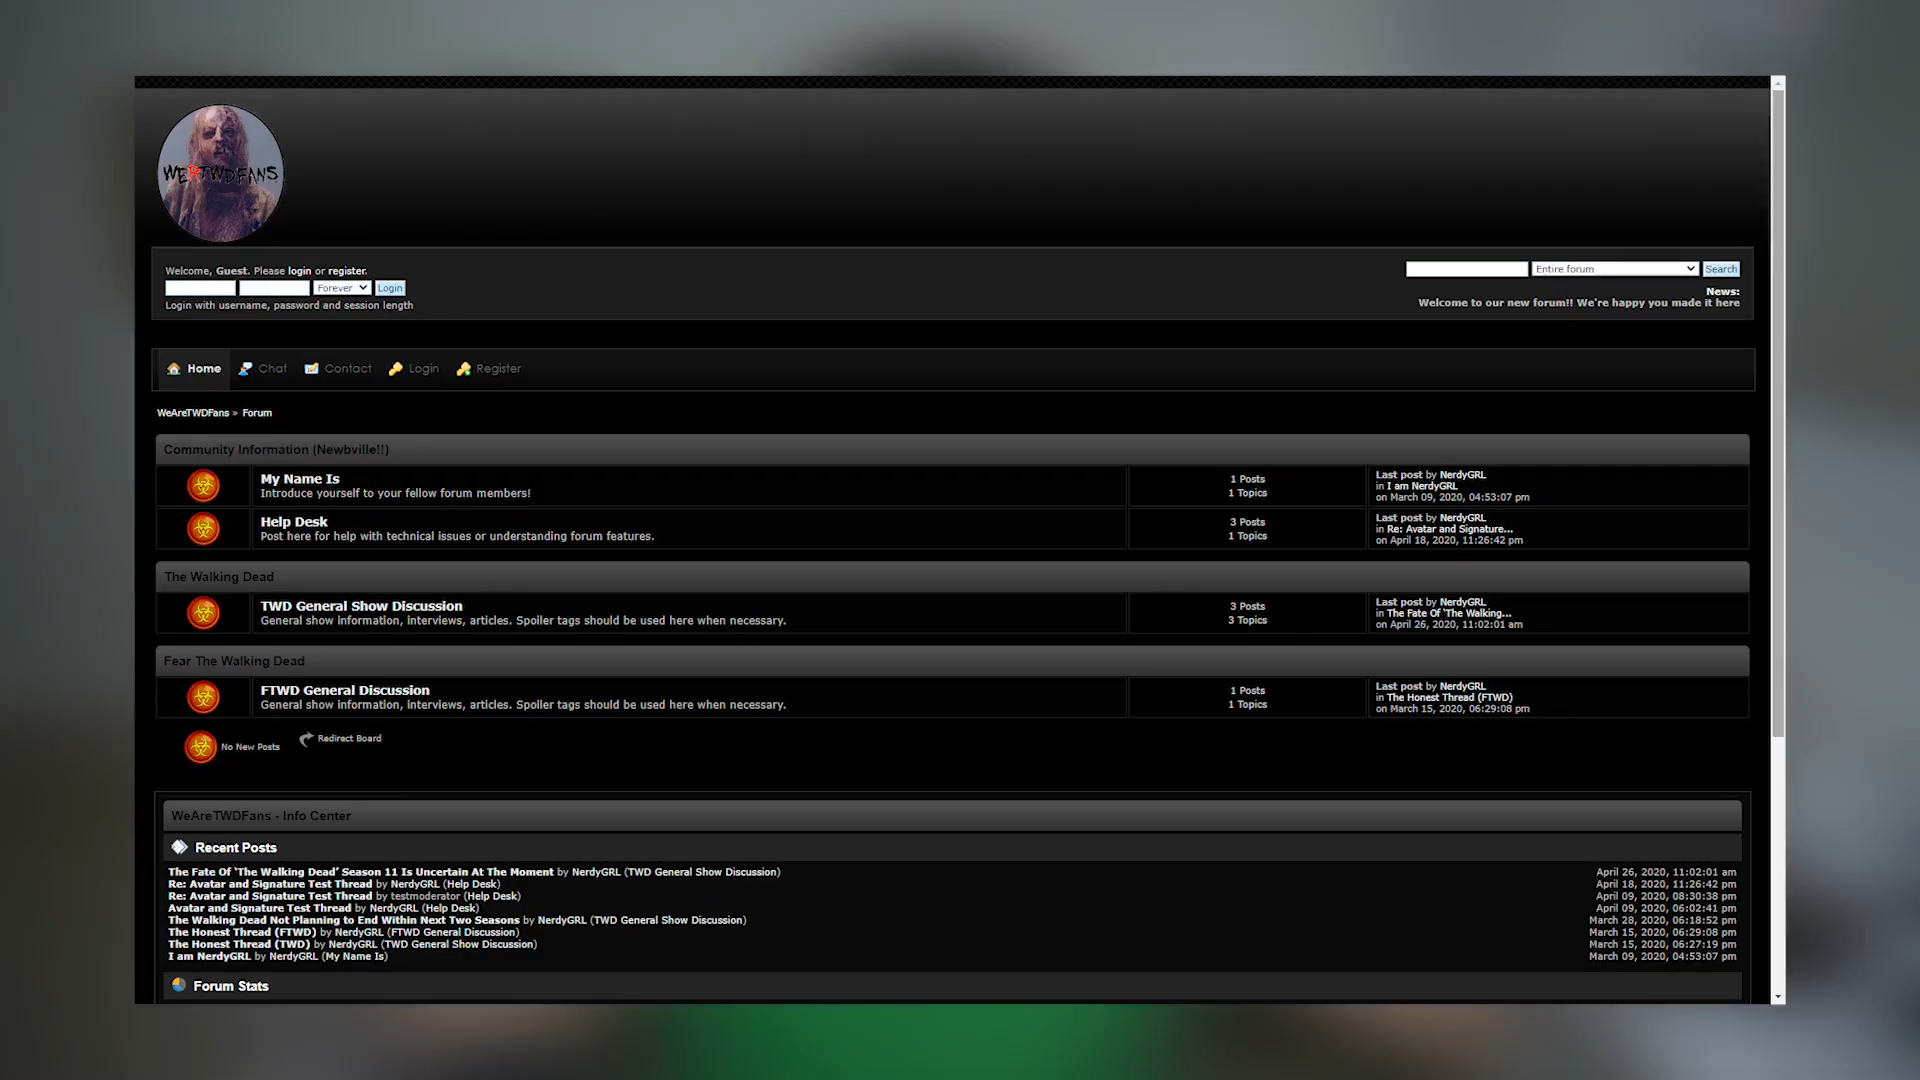 WERTWDFANS
Welcome, Guest. Please login or register.
Forever Login
Login with username, password and session length
Entire forum Search
News:
Welcome to our new forum!! We're happy you made it here
Home Chat Contact Login Register
WeAreTWDFans » Forum
Community Information (Newbville!!)
My Name Is
Introduce yourself to your fellow forum members!
1 Posts
1 Topics
Last post by NerdyGRL
in I am NerdyGRL
on March 09, 2020, 04:53:07 pm
Help Desk
Post here for help with technical issues or understanding forum features.
3 Posts
1 Topics
Last post by NerdyGRL
in Re: Avatar and Signature...
on April 18, 2020, 11:26:42 pm
The Walking Dead
TWD General Show Discussion
General show information, interviews, articles. Spoiler tags should be used here when necessary.
3 Posts
3 Topics
Last post by NerdyGRL
in The Fate Of 'The Walking...
on April 26, 2020, 11:02:01 am
Fear The Walking Dead
FTWD General Discussion
General show information, interviews, articles. Spoiler tags should be used here when necessary.
1 Posts
1 Topics
Last post by NerdyGRL
in The Honest Thread (FTWD)
on March 15, 2020, 06:29:08 pm
No New Posts Redirect Board
WeAreTWDFans - Info Center
Recent Posts
The Fate Of 'The Walking Dead' Season 11 Is Uncertain At The Moment by NerdyGRL (TWD General Show Discussion) April 26, 2020, 11:02:01 am
Re: Avatar and Signature Test Thread by NerdyGRL (Help Desk) April 18, 2020, 11:26:42 pm
Re: Avatar and Signature Test Thread by testmoderator (Help Desk) April 09, 2020, 08:30:38 pm
Avatar and Signature Test Thread by NerdyGRL (Help Desk) April 09, 2020, 06:02:41 pm
The Walking Dead Not Planning to End Within Next Two Seasons by NerdyGRL (TWD General Show Discussion) March 28, 2020, 06:18:52 pm
The Honest Thread (FTWD) by NerdyGRL (FTWD General Discussion) March 15, 2020, 06:29:08 pm
The Honest Thread (TWD) by NerdyGRL (TWD General Show Discussion) March 15, 2020, 06:27:19 pm
I am NerdyGRL by NerdyGRL (My Name Is) March 09, 2020, 04:53:07 pm
Forum Stats